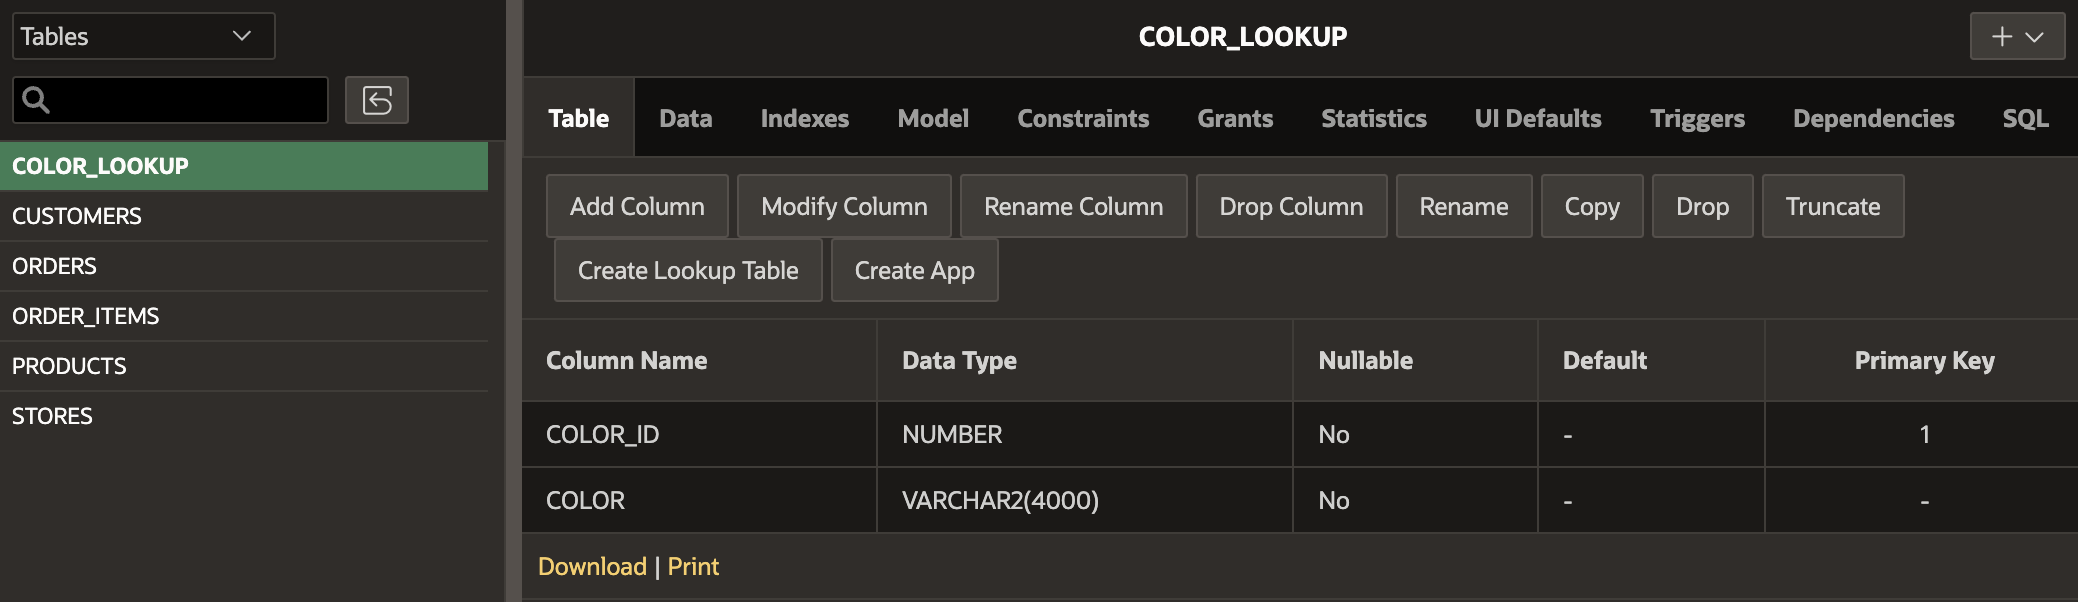 Tables
COLOR_LOOKUP
CUSTOMERS
ORDERS
ORDER_ITEMS
PRODUCTS
STORES
COLOR_LOOKUP
Table Data Indexes Model Constraints Grants Statistics UI Defaults Triggers Dependencies SQL
Add Column Modify Column Rename Column Drop Column Rename Copy Drop Truncate
Create Lookup Table Create App
Column Name Data Type Nullable Default Primary Key
COLOR_ID NUMBER No - 1
COLOR VARCHAR2(4000) No - -
Download | Print